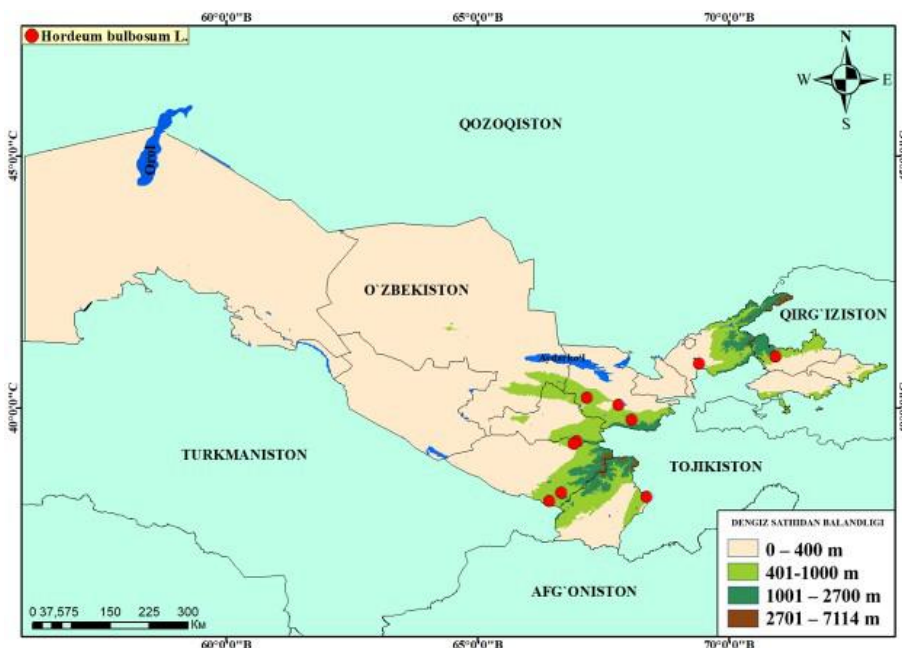 60°0'0"B 65°0'0"B 70°0'0"B
Hordeum bulbosum L.
N
W E
S
QOZOQISTON
45°0'0"C
Orol
O`ZBEKISTON
QIRG`IZISTON
40°0'0"C
TURKMANISTON
TOJIKISTON
DENGIZ SATHIDAN BALANDLIGI
0 – 400 m
401-1000 m
1001 – 2700 m
2701 – 7114 m
AFG`ONISTON
0 37,575 150 225 300
Км
60°0'0"B 65°0'0"B 70°0'0"B